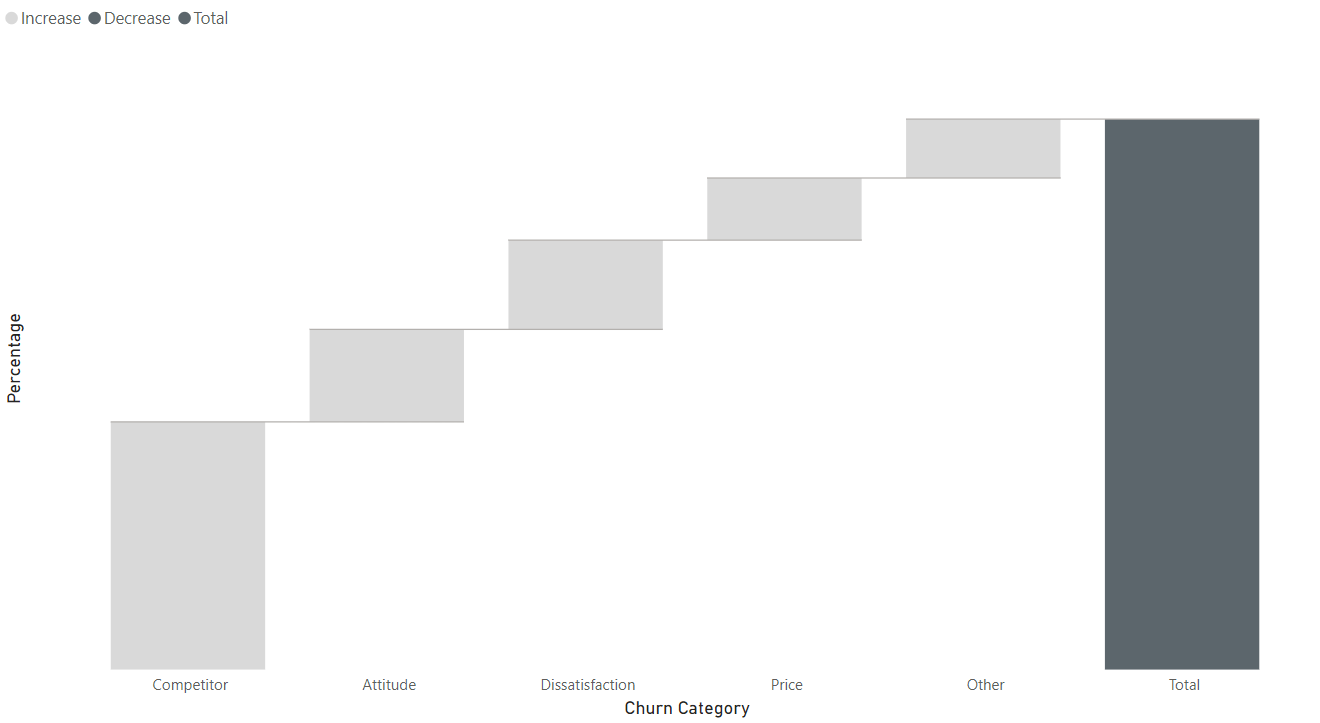 Increase Decrease Total
Percentage
Competitor Attitude Dissatisfaction Price Other Total
Churn Category